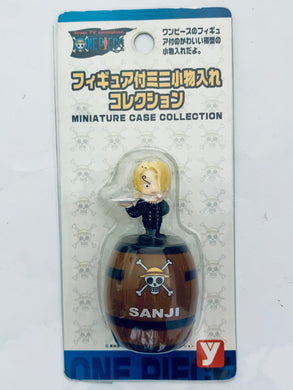 ONE PIECE
ワンピースのフィギュ
ア付のかわいい樽型の
小物入れだよ。
フィギュア付ミニ小物入れ
コレクション
MINIATURE CASE COLLECTION
SANJI
y
ONE PIECE